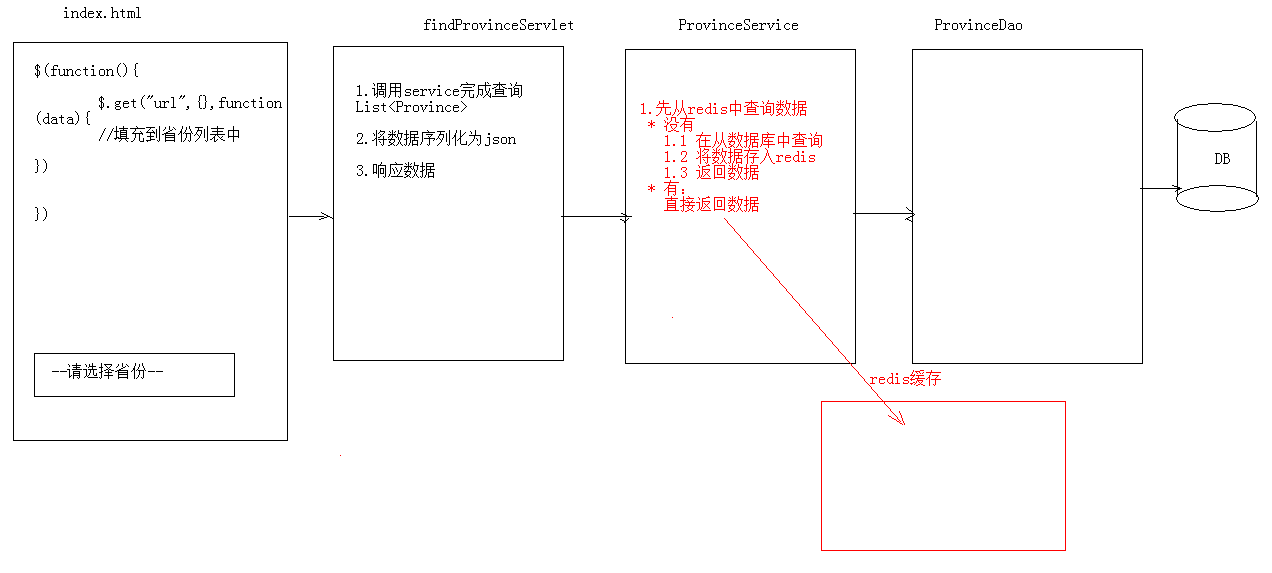 index.html
$(function(){
$.get("url",{},function
(data){
//填充到省份列表中
})
})
--请选择省份--
findProvinceServlet
1.调用service完成查询
List<Province>
2.将数据序列化为json
3.响应数据
ProvinceService
1.先从redis中查询数据
* 没有
1.1 在从数据库中查询
1.2 将数据存入redis
1.3 返回数据
* 有:
直接返回数据
ProvinceDao
redis缓存
DB